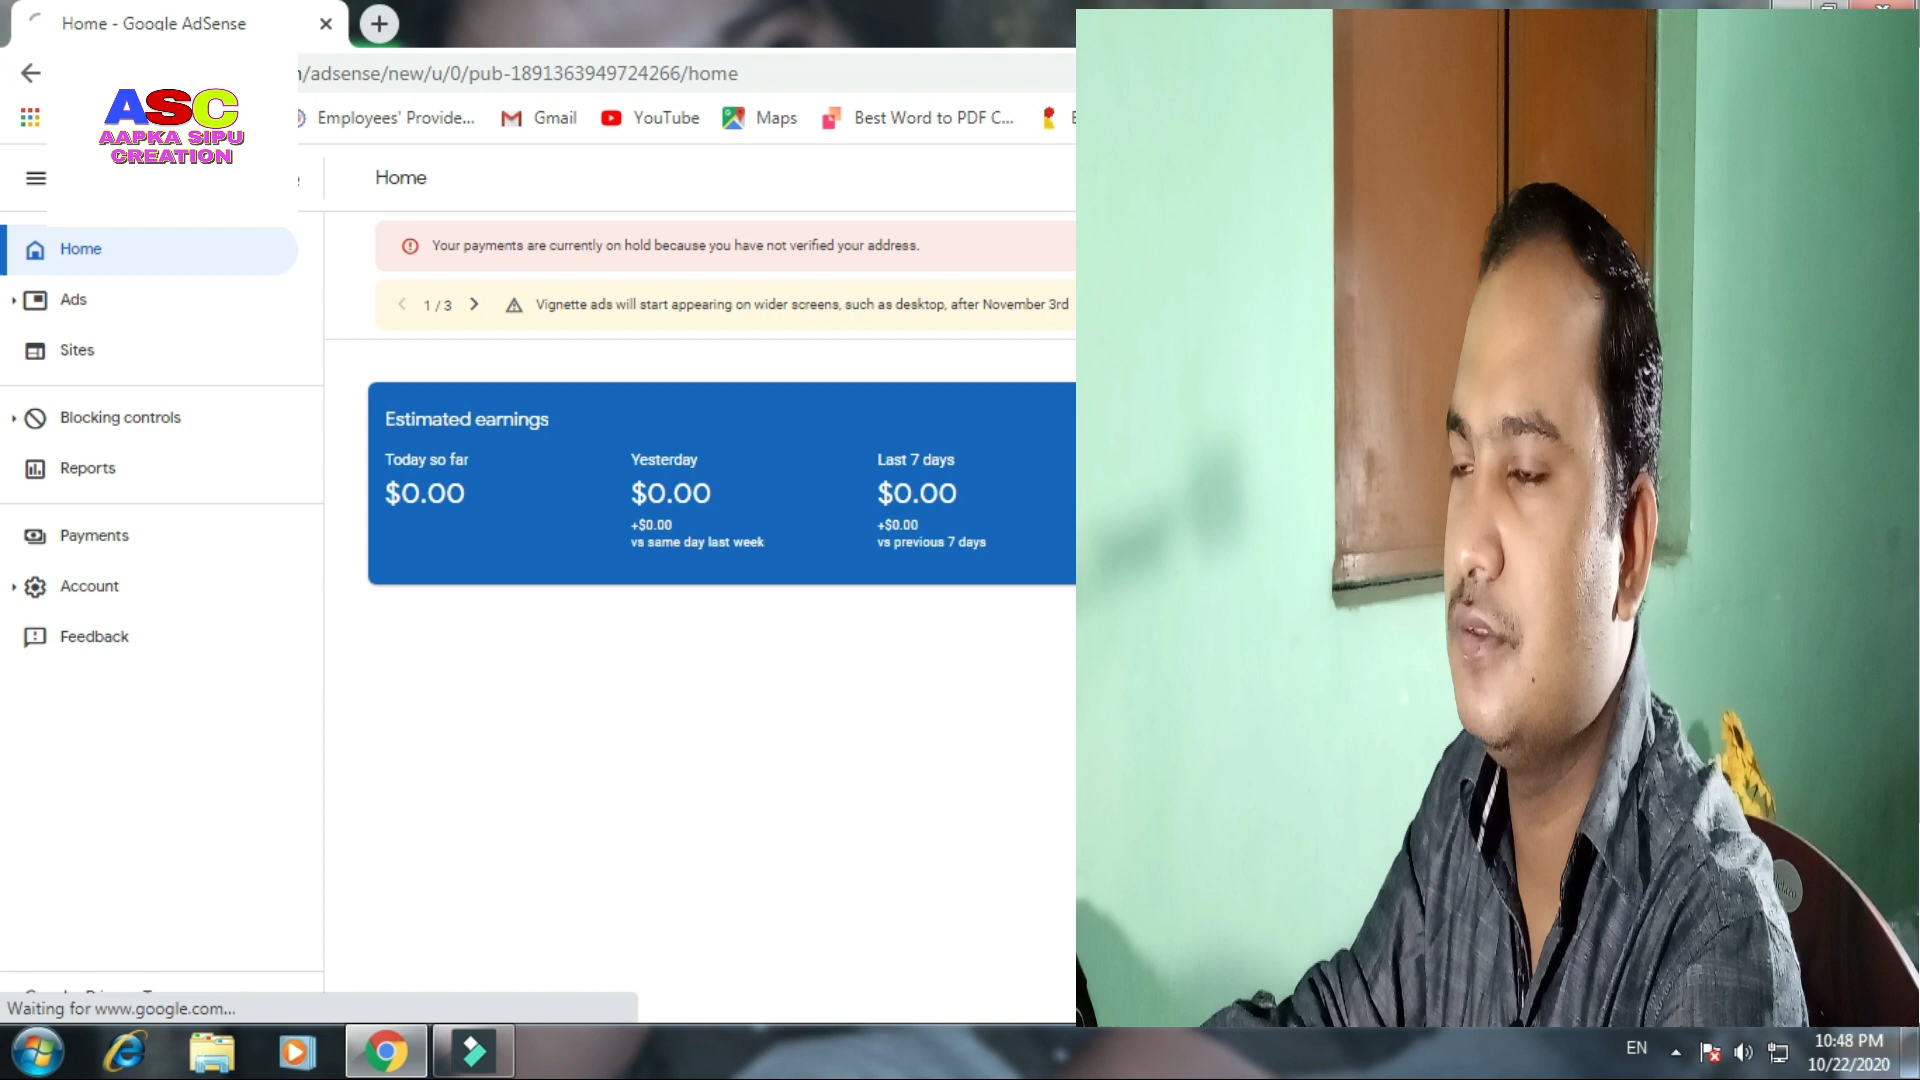 Home - Google AdSense
/adsense/new/u/0/pub-1891363949724266/home
ASC
AAPKA SIPU
CREATION
Employees' Provide...
Gmail
YouTube
Maps
Best Word to PDF C...
Home
Your payments are currently on hold because you have not verified your address.
1 / 3
Vignette ads will start appearing on wider screens, such as desktop, after November 3rd
Home
Ads
Sites
Blocking controls
Reports
Payments
Account
Feedback
Estimated earnings
Today so far
Yesterday
Last 7 days
$0.00
$0.00
$0.00
+$0.00
+$0.00
vs same day last week
vs previous 7 days
Waiting for www.google.com...
EN
10:48 PM
10/22/2020